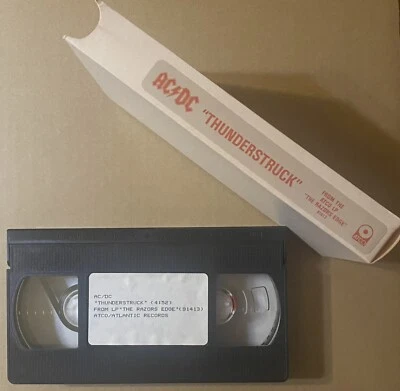 AC/DC
"THUNDERSTRUCK"
FROM THE
ATCO LP
"THE RAZORS EDGE"
AC/DC
"THUNDERSTRUCK" (4:52)
FROM LP "THE RAZORS EDGE"(91413)
ATCO/ATLANTIC RECORDS